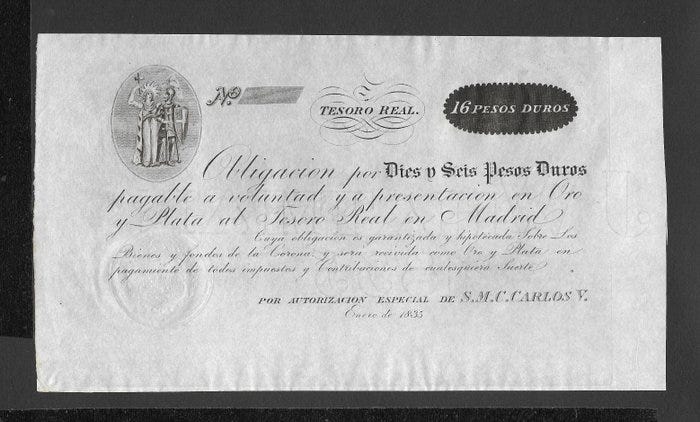 No
TESORO REAL.
16 PESOS DUROS
Obligacion por Dies y Seis Pesos Duros
pagable a voluntad y a presentacion en Oro
y Plata al Tesoro Real en Madrid
Cuya obligacion es garantizada y hipotecada Sobre Los
Bienes y fondos de la Corona; y sera recivida como Oro y Plata en
pagamiento de todos impuestos y Contribuciones de cualesquiera Suerte
POR AUTORIZACION ESPECIAL DE S.M.C. CARLOS V.
Enero de 1835